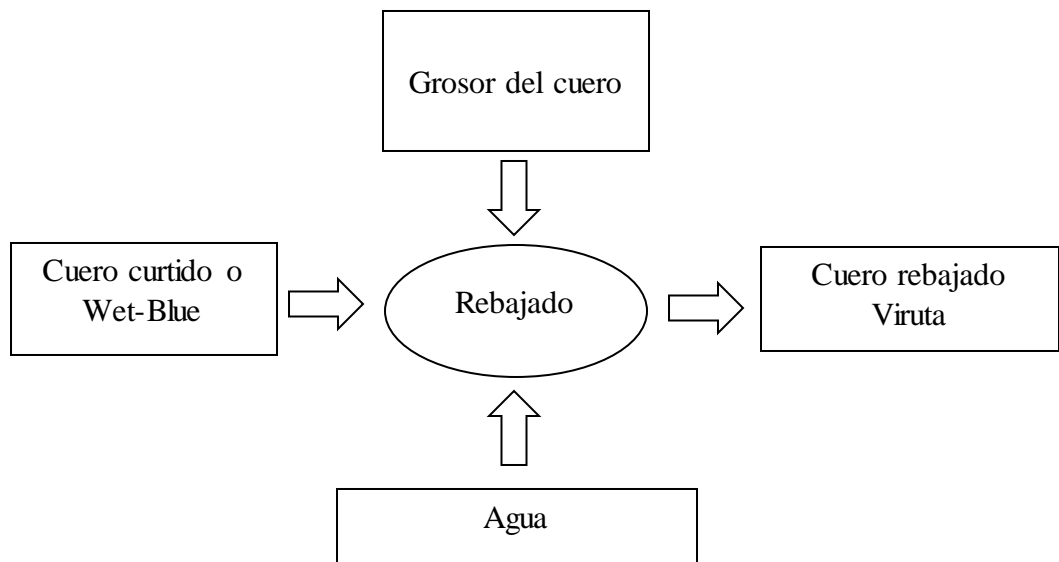 Grosor del cuero
Cuero curtido o
Wet-Blue
Rebajado
Cuero rebajado
Viruta
Agua